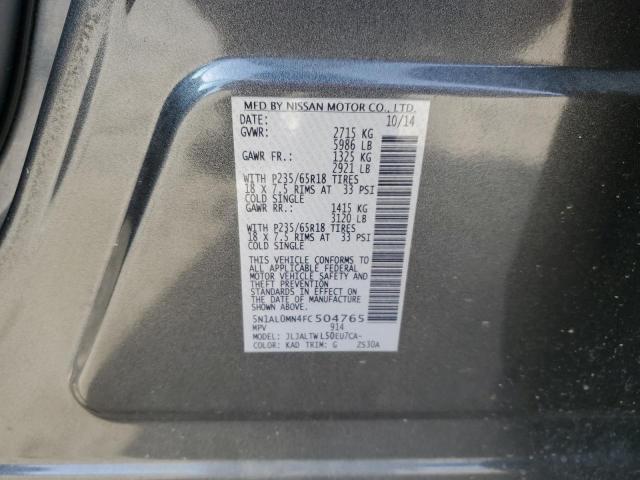 MFD BY NISSAN MOTOR CO., LTD.
DATE: 10/14
GVWR: 2715 KG
5986 LB
GAWR FR.: 1325 KG
2921 LB
WITH P235/65R18 TIRES
18 X 7.5 RIMS AT 33 PSI
COLD SINGLE
GAWR RR.: 1415 KG
3120 LB
WITH P235/65R18 TIRES
18 X 7.5 RIMS AT 33 PSI
COLD SINGLE
THIS VEHICLE CONFORMS TO
ALL APPLICABLE FEDERAL
MOTOR VEHICLE SAFETY AND
THEFT PREVENTION
STANDARDS IN EFFECT ON
THE DATE OF MANUFACTURE
SHOWN ABOVE.
5N1AL0MN4FC504765
MPV 914
MODEL: JLJALTWL50EU7CA-
COLOR: KAD TRIM: G 2530A